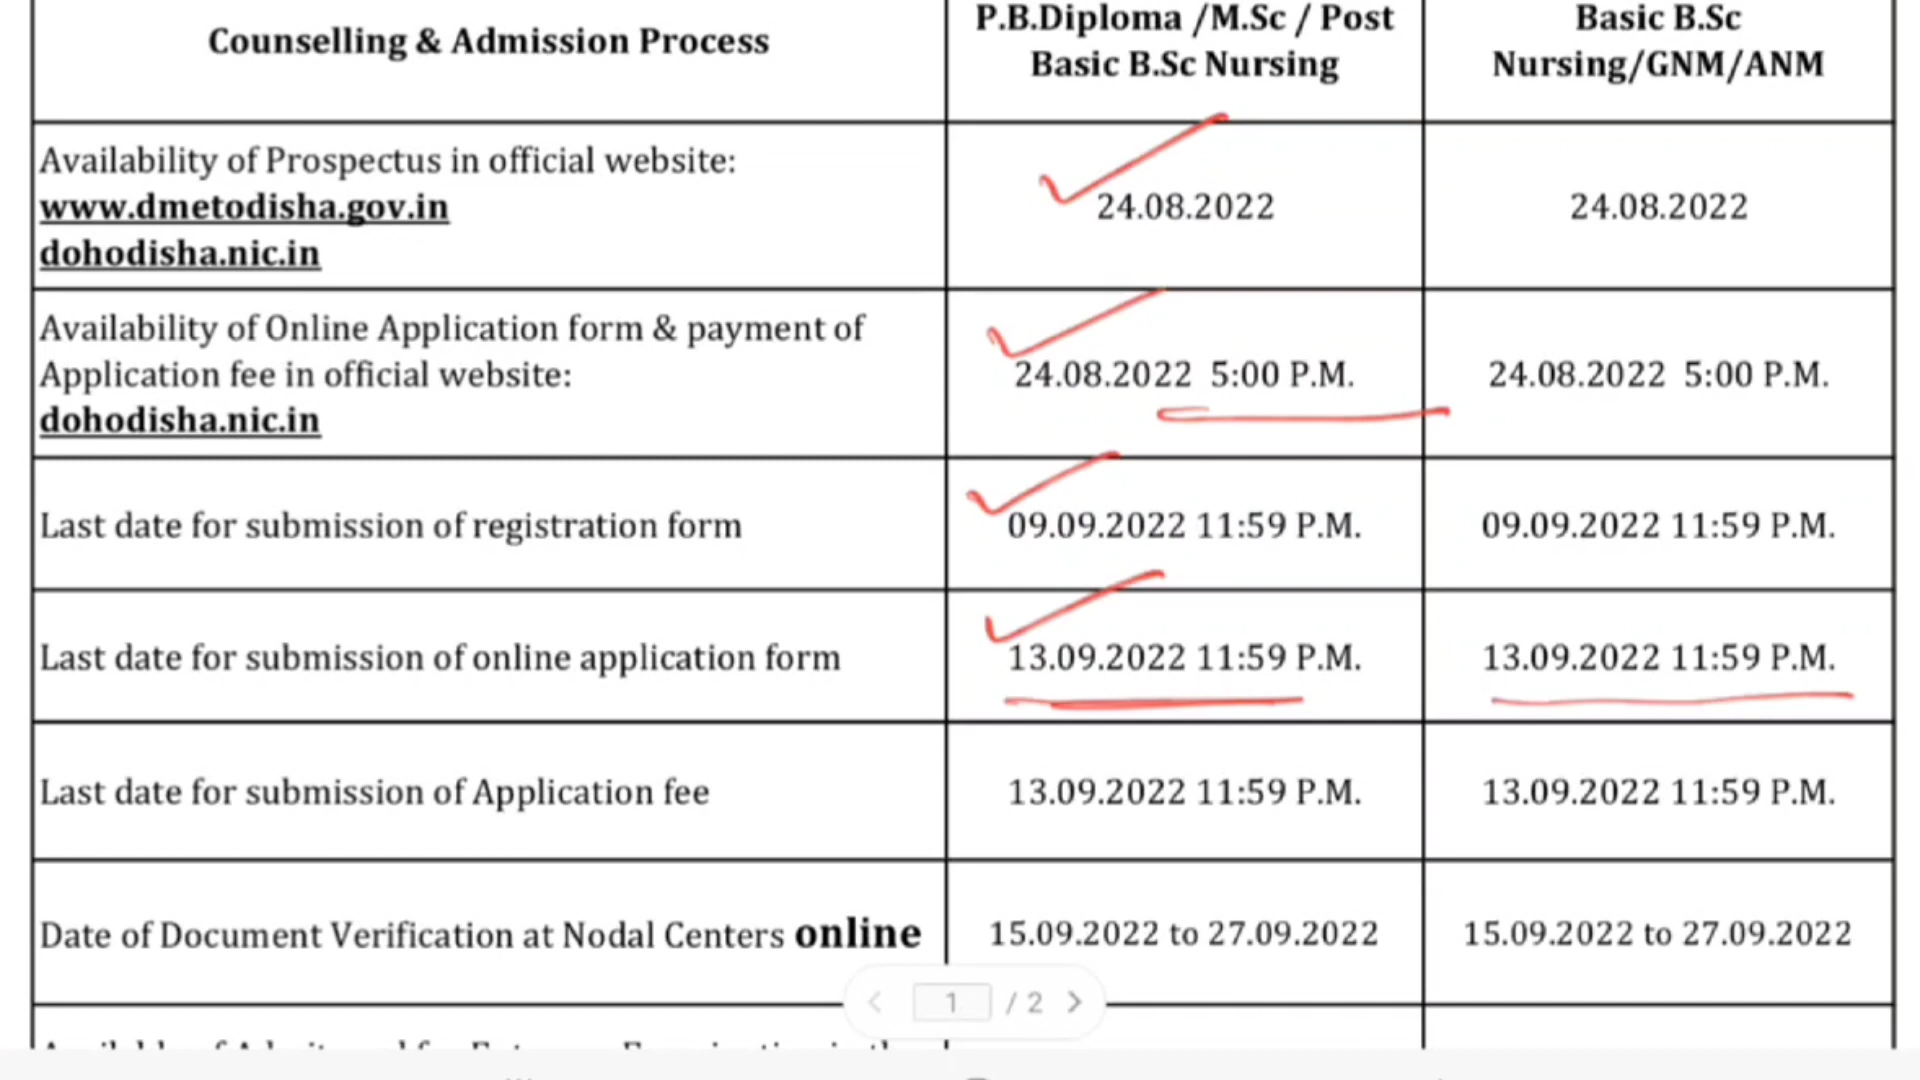 Counselling & Admission Process
P.B.Diploma /M.Sc / Post
Basic B.Sc Nursing
Basic B.Sc
Nursing/GNM/ANM
Availability of Prospectus in official website:
www.dmetodisha.gov.in
dohodisha.nic.in
24.08.2022
24.08.2022
Availability of Online Application form & payment of
Application fee in official website:
dohodisha.nic.in
24.08.2022 5:00 P.M.
24.08.2022 5:00 P.M.
Last date for submission of registration form
09.09.2022 11:59 P.M.
09.09.2022 11:59 P.M.
Last date for submission of online application form
13.09.2022 11:59 P.M.
13.09.2022 11:59 P.M.
Last date for submission of Application fee
13.09.2022 11:59 P.M.
13.09.2022 11:59 P.M.
Date of Document Verification at Nodal Centers online
15.09.2022 to 27.09.2022
15.09.2022 to 27.09.2022
1 / 2